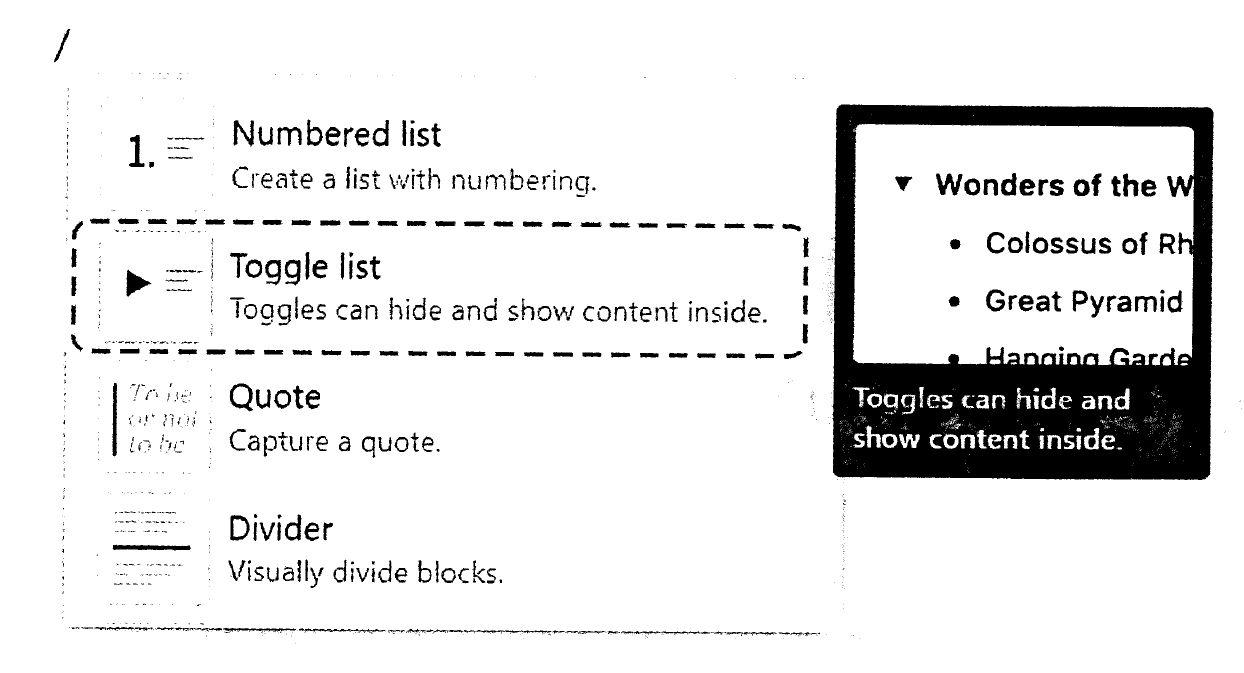 /
1.
Numbered list
Create a list with numbering.
Toggle list
Toggles can hide and show content inside.
To be
or not
to be
Quote
Capture a quote.
Divider
Visually divide blocks.
Wonders of the W
Colossus of Rh
Great Pyramid
Hanging Garde
Toggles can hide and
show content inside.